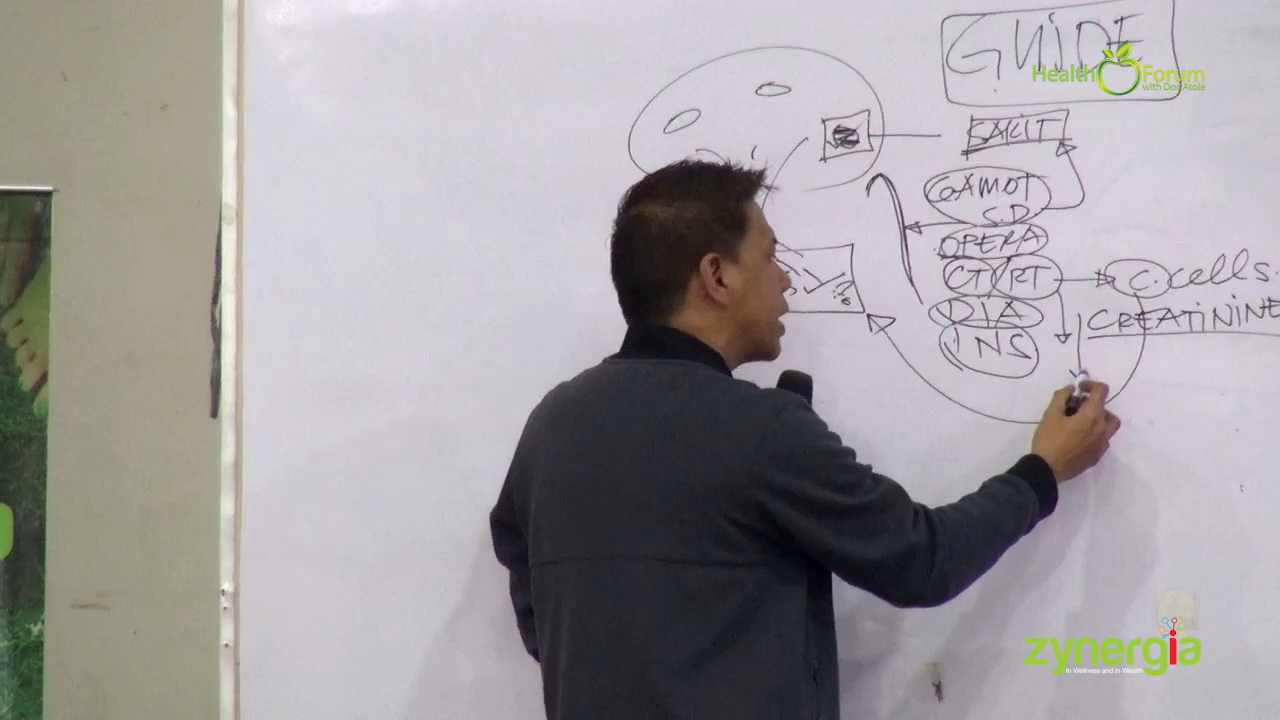 GUIDE
Health Forum
with Doc Atoie
SAKIT
GAMOT
S.D
OPERA
CT/RT
C. cells.
DIA
CREATININE
INS
zynergia
In Wellness and in Wealth